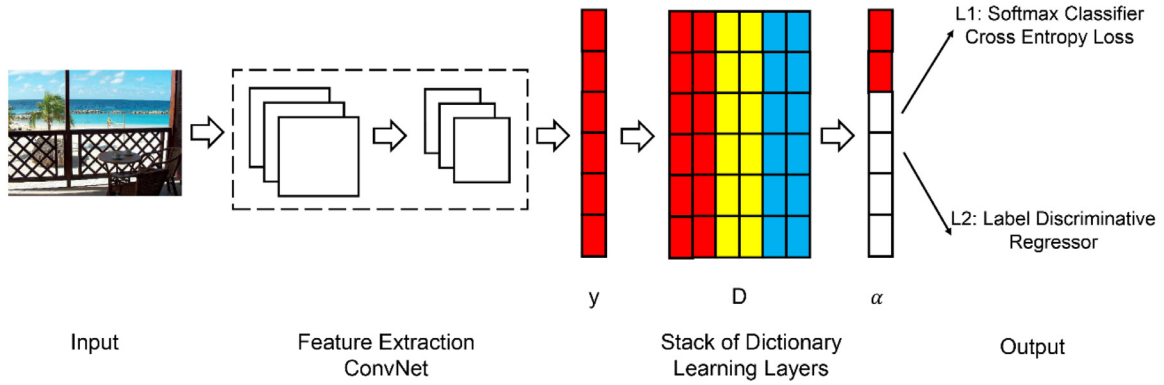 L1: Softmax Classifier
Cross Entropy Loss
L2: Label Discriminative
Regressor
y
D
α
Input
Feature Extraction
ConvNet
Stack of Dictionary
Learning Layers
Output